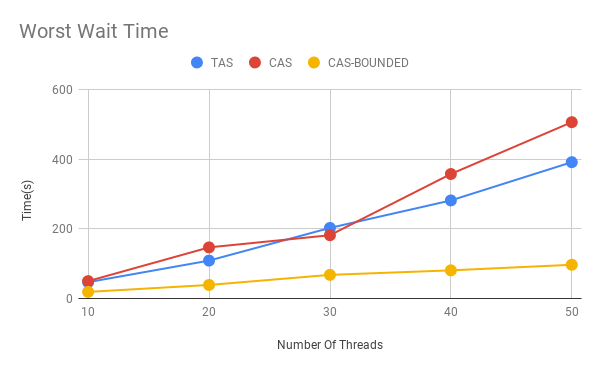 Worst Wait Time
TAS CAS CAS-BOUNDED
600
400
200
0
Time(s)
10 20 30 40 50
Number Of Threads